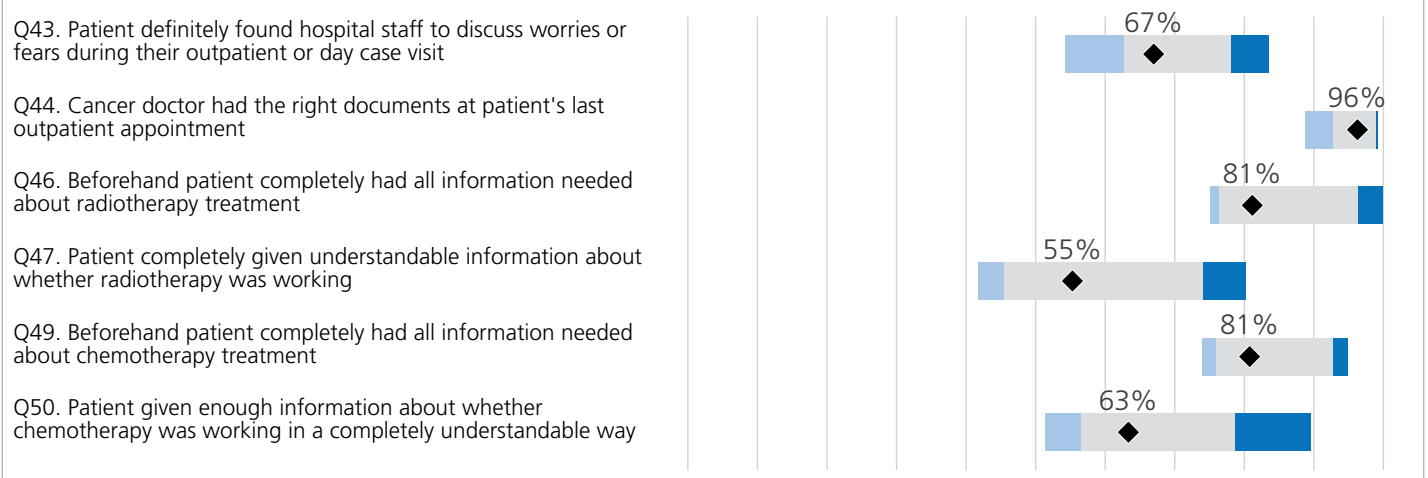 Q43. Patient definitely found hospital staff to discuss worries or
fears during their outpatient or day case visit
67%
Q44. Cancer doctor had the right documents at patient's last
outpatient appointment
96%
Q46. Beforehand patient completely had all information needed
about radiotherapy treatment
81%
Q47. Patient completely given understandable information about
whether radiotherapy was working
55%
Q49. Beforehand patient completely had all information needed
about chemotherapy treatment
81%
Q50. Patient given enough information about whether
chemotherapy was working in a completely understandable way
63%